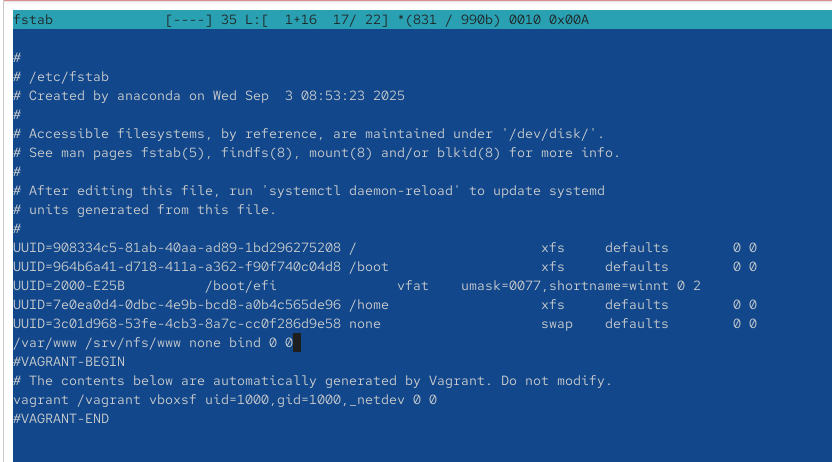 fstab [----] 35 L:[ 1+16 17/ 22] *(831 / 990b) 0010 0x00A
#
# /etc/fstab
# Created by anaconda on Wed Sep  3 08:53:23 2025
#
# Accessible filesystems, by reference, are maintained under '/dev/disk/'.
# See man pages fstab(5), findfs(8), mount(8) and/or blkid(8) for more info.
#
# After editing this file, run 'systemctl daemon-reload' to update systemd
# units generated from this file.
#
UUID=908334c5-81ab-40aa-ad89-1bd296275208 / xfs defaults 0 0
UUID=964b6a41-d718-411a-a362-f90f740c04d8 /boot xfs defaults 0 0
UUID=2000-E25B /boot/efi vfat umask=0077,shortname=winnt 0 2
UUID=7e0ea0d4-0dbc-4e9b-bcd8-a0b4c565de96 /home xfs defaults 0 0
UUID=3c01d968-53fe-4cb3-8a7c-cc0f286d9e58 none swap defaults 0 0
/var/www /srv/nfs/www none bind 0 0
#VAGRANT-BEGIN
# The contents below are automatically generated by Vagrant. Do not modify.
vagrant /vagrant vboxsf uid=1000,gid=1000,_netdev 0 0
#VAGRANT-END